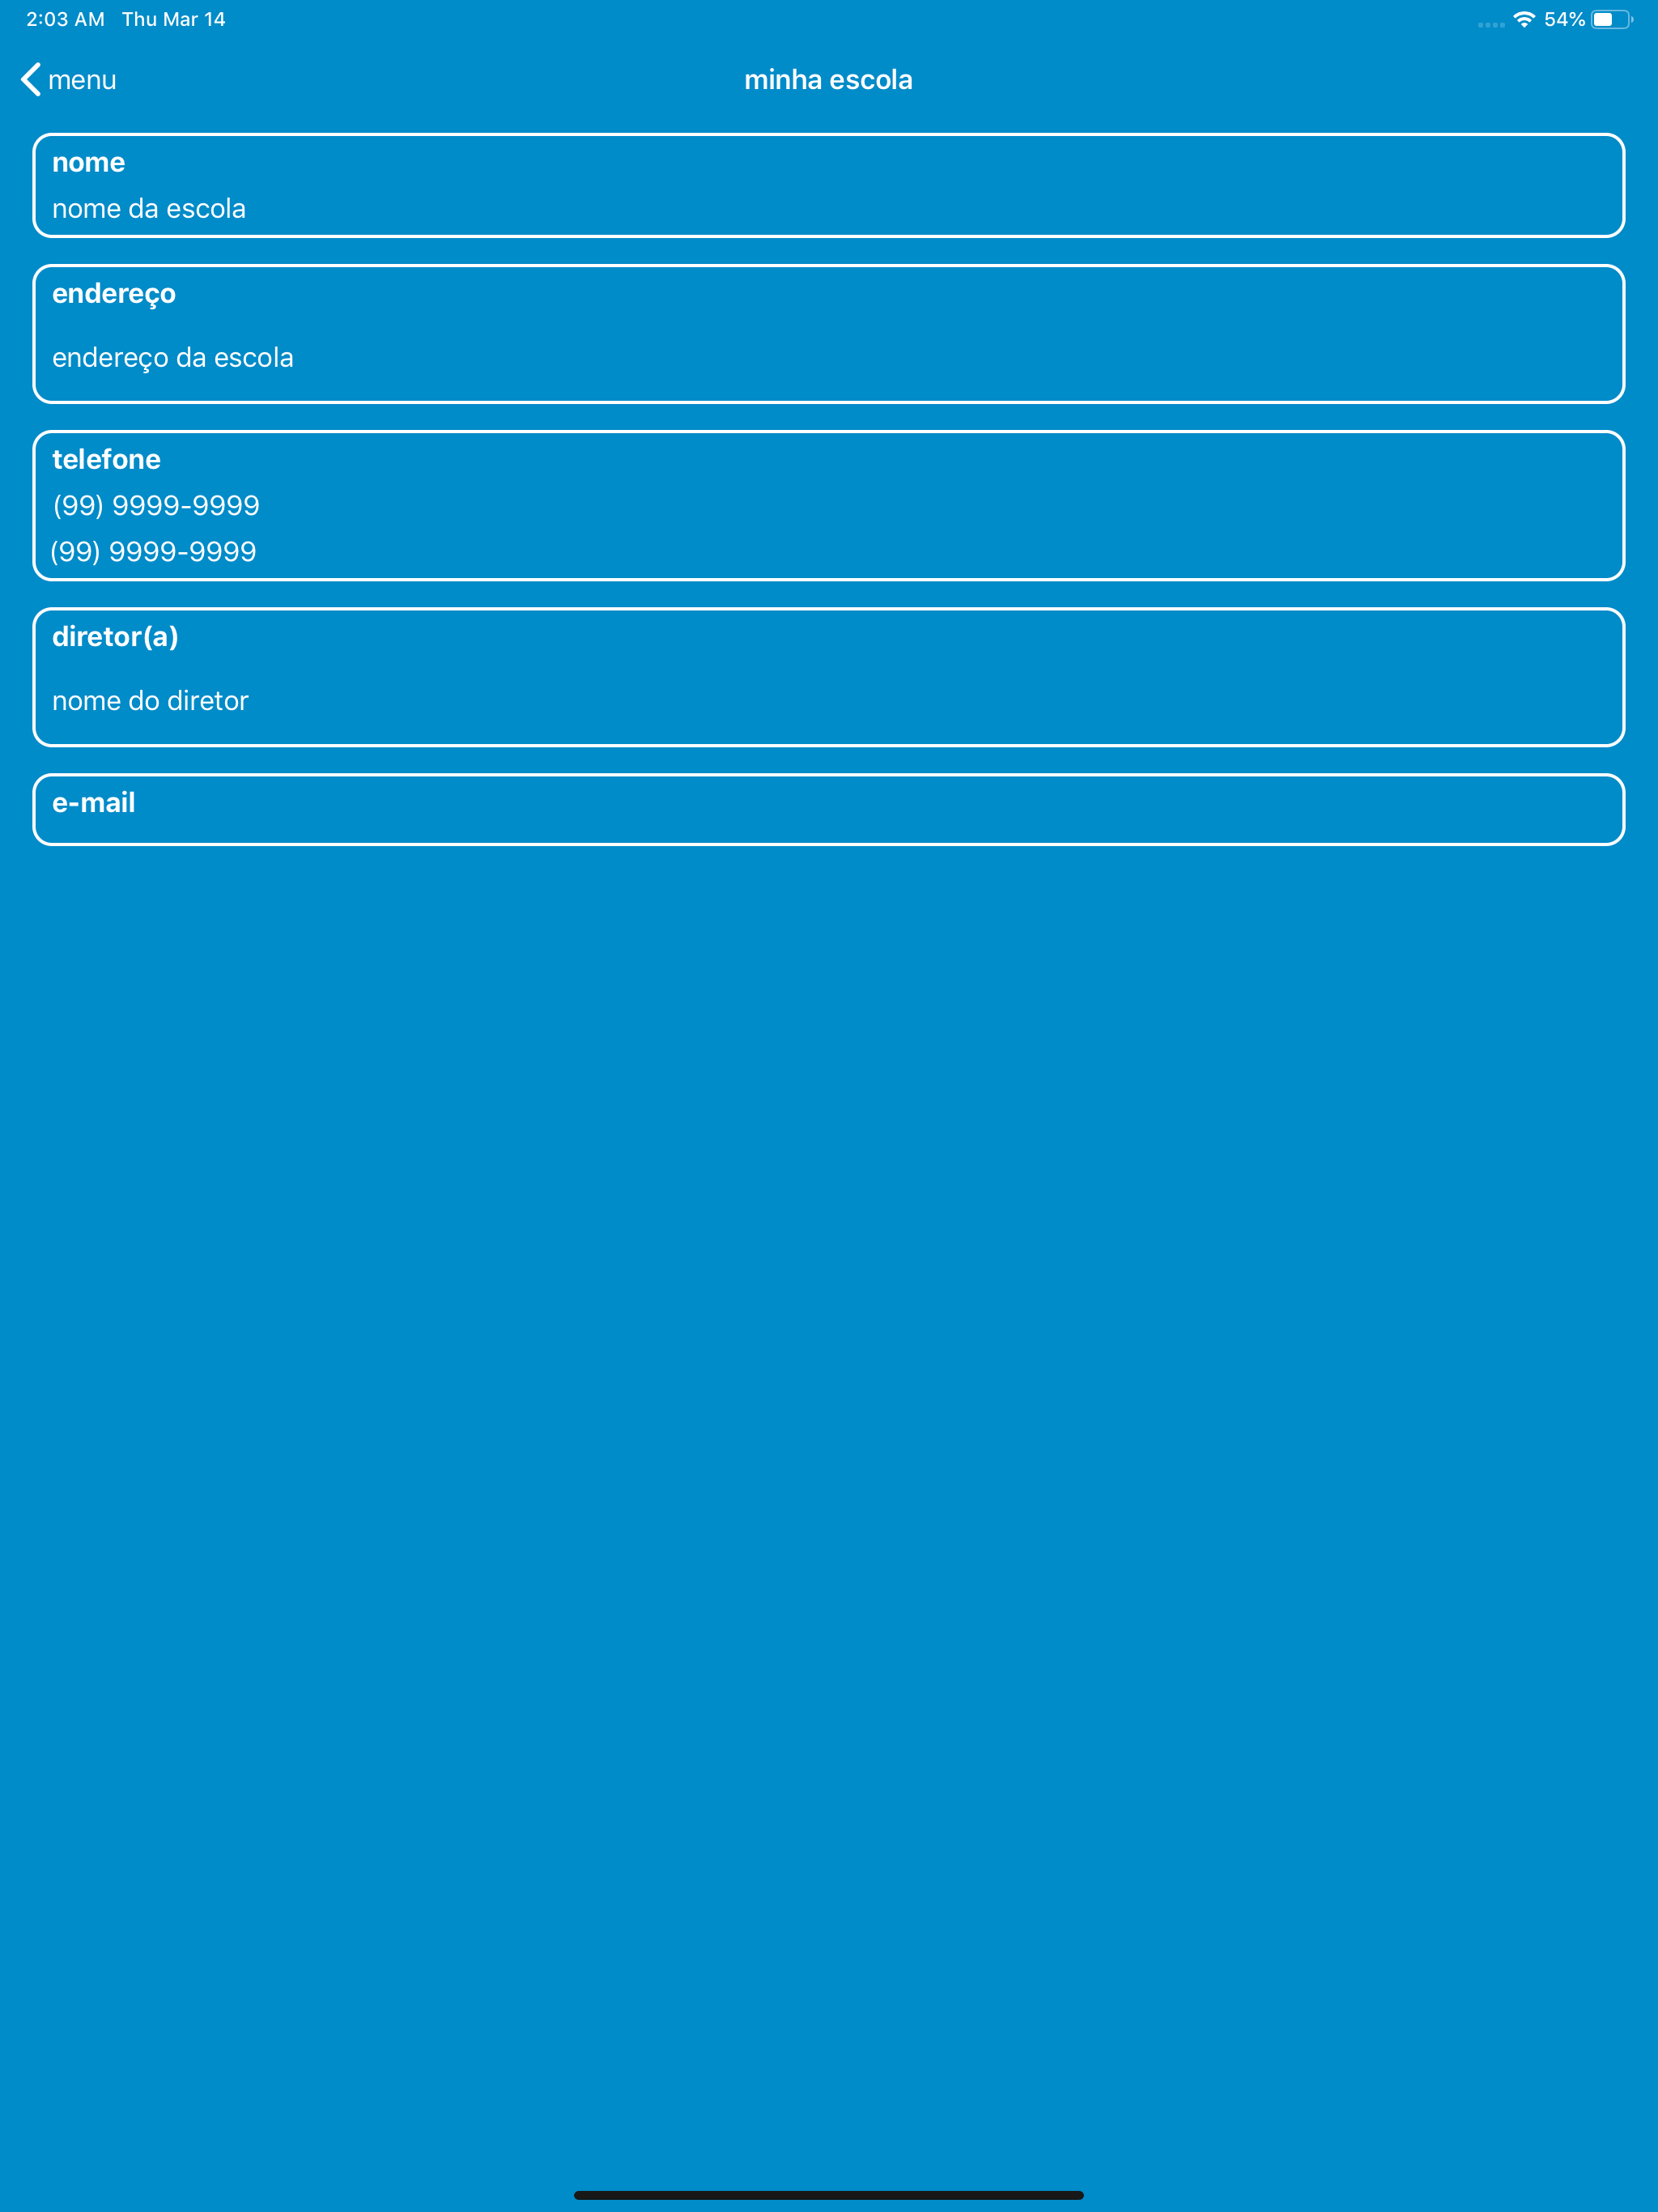 2:03 AM Thu Mar 14
54%
menu
minha escola
nome
nome da escola
endereço
endereço da escola
telefone
(99) 9999-9999
(99) 9999-9999
diretor(a)
nome do diretor
e-mail